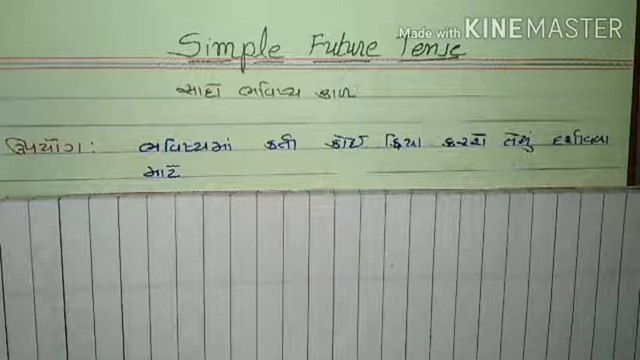 Made with KINEMASTER
Simple Future Tense
સાદો ભવિષ્ય કાળ
ઉપયોગ : ભવિષ્યમાં કર્તા કોઈ ક્રિયા કરશે તેવું દર્શાવવા
માટે